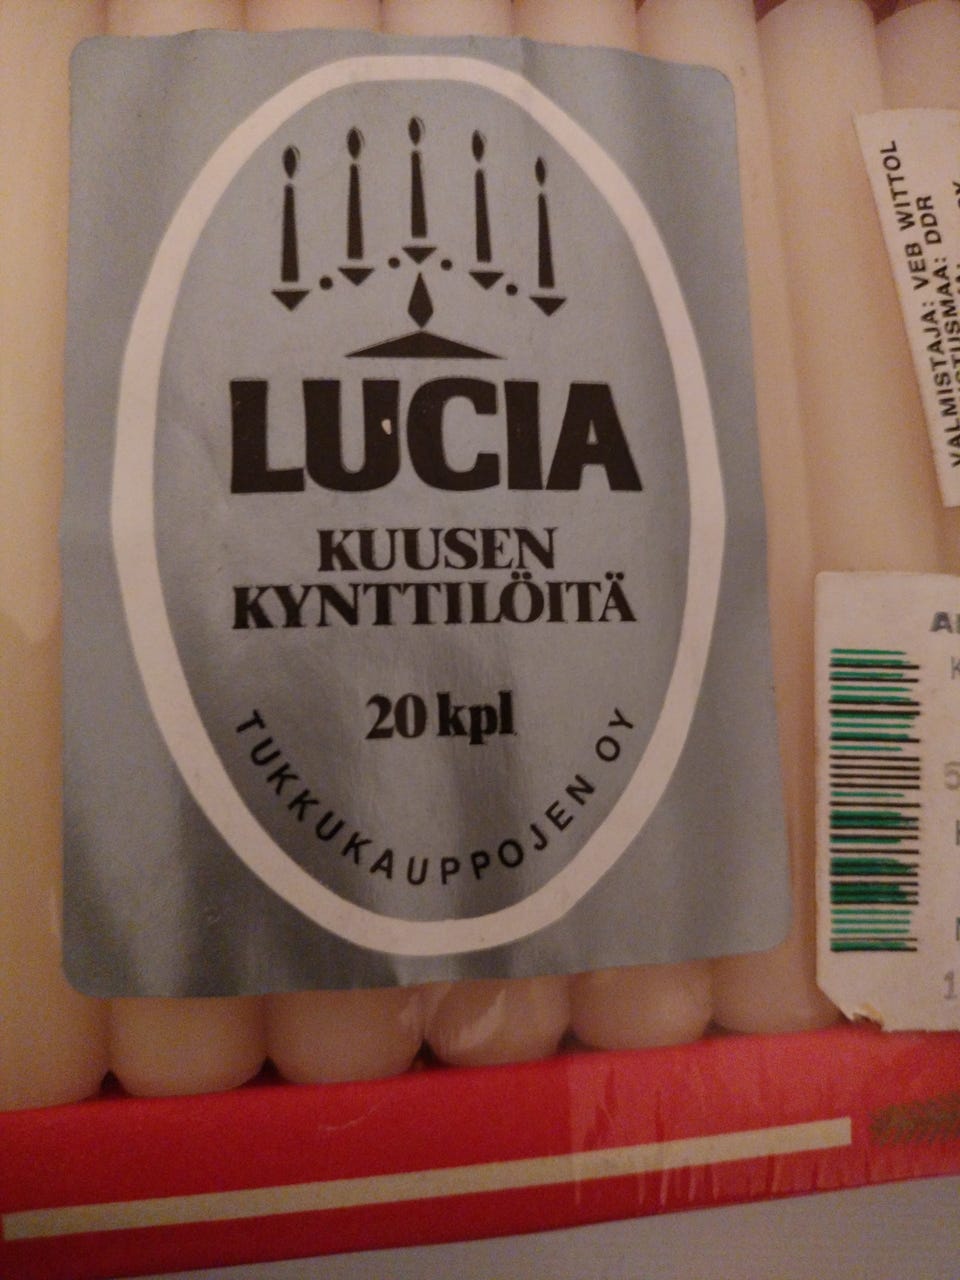 LUCIA
KUUSEN
KYNTTILÖITÄ
20 kpl
TUKKUKAUPPOJEN OY
VALMISTAJA: VEB WITTOL
DDR